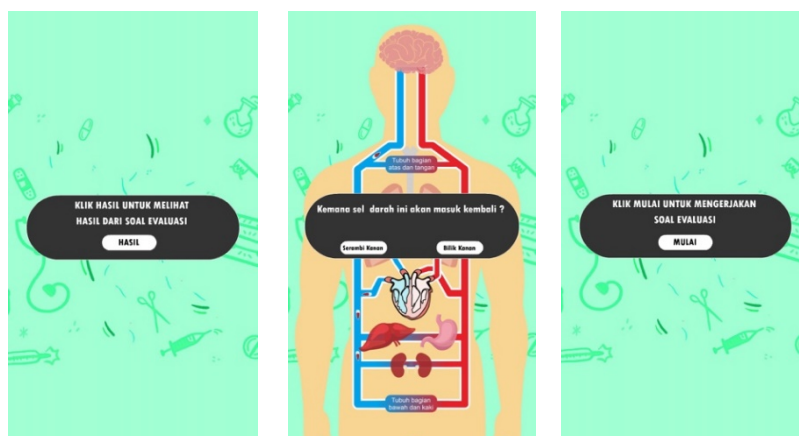 KLIK HASIL UNTUK MELIHAT
HASIL DARI SOAL EVALUASI
HASIL
Tubuh bagian
atas dan tangan
Kemana sel darah ini akan masuk kembali ?
Serambi Kanan
Bilik Kanan
Tubuh bagian
bawah dan kaki
KLIK MULAI UNTUK MENGERJAKAN
SOAL EVALUASI
MULAI